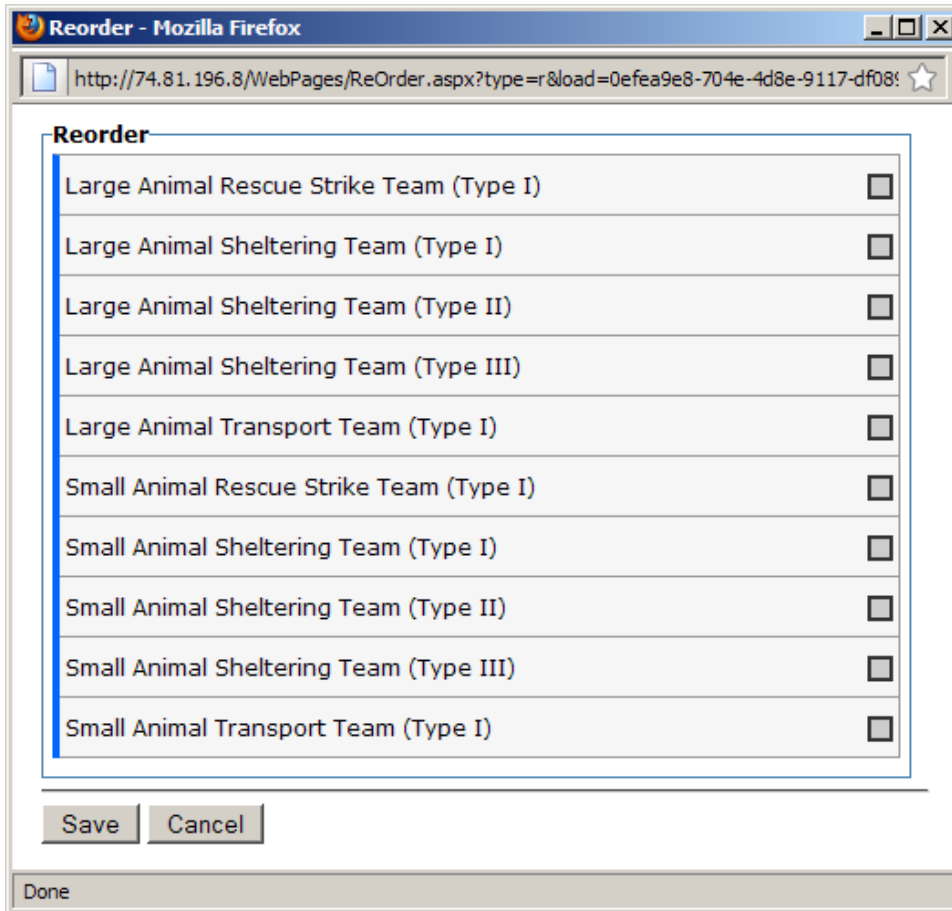 Reorder - Mozilla Firefox
http://74.81.196.8/WebPages/ReOrder.aspx?type=r&load=0efea9e8-704e-4d8e-9117-df089
Reorder
Large Animal Rescue Strike Team (Type I)
Large Animal Sheltering Team (Type I)
Large Animal Sheltering Team (Type II)
Large Animal Sheltering Team (Type III)
Large Animal Transport Team (Type I)
Small Animal Rescue Strike Team (Type I)
Small Animal Sheltering Team (Type I)
Small Animal Sheltering Team (Type II)
Small Animal Sheltering Team (Type III)
Small Animal Transport Team (Type I)
Save Cancel
Done